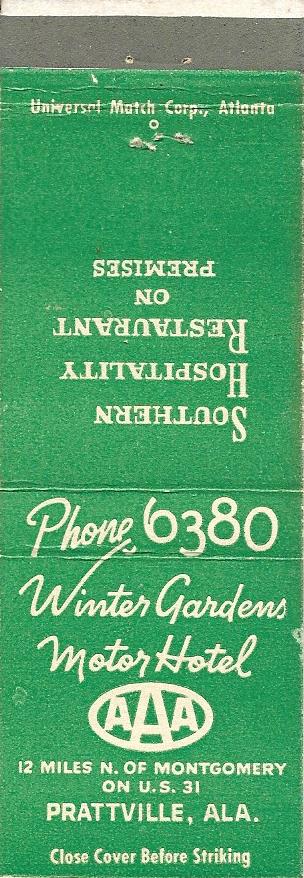 Universal Match Corp., Atlanta
SOUTHERN
HOSPITALITY
RESTAURANT
ON
PREMISES
Phone 6380
Winter Gardens
Motor Hotel
AAA
12 MILES N. OF MONTGOMERY
ON U.S. 31
PRATTVILLE, ALA.
Close Cover Before Striking